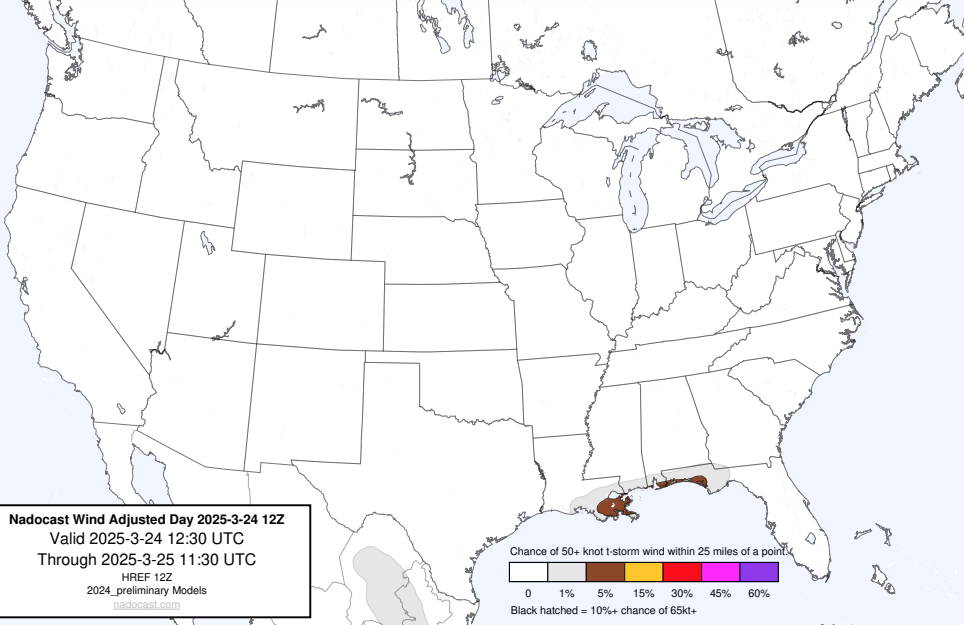 Nadocast Wind Adjusted Day 2025-3-24 12Z
Valid 2025-3-24 12:30 UTC
Through 2025-3-25 11:30 UTC
HREF 12Z
2024_preliminary Models
nadocast.com
Chance of 50+ knot t-storm wind within 25 miles of a point.
0 1% 5% 15% 30% 45% 60%
Black hatched = 10%+ chance of 65kt+